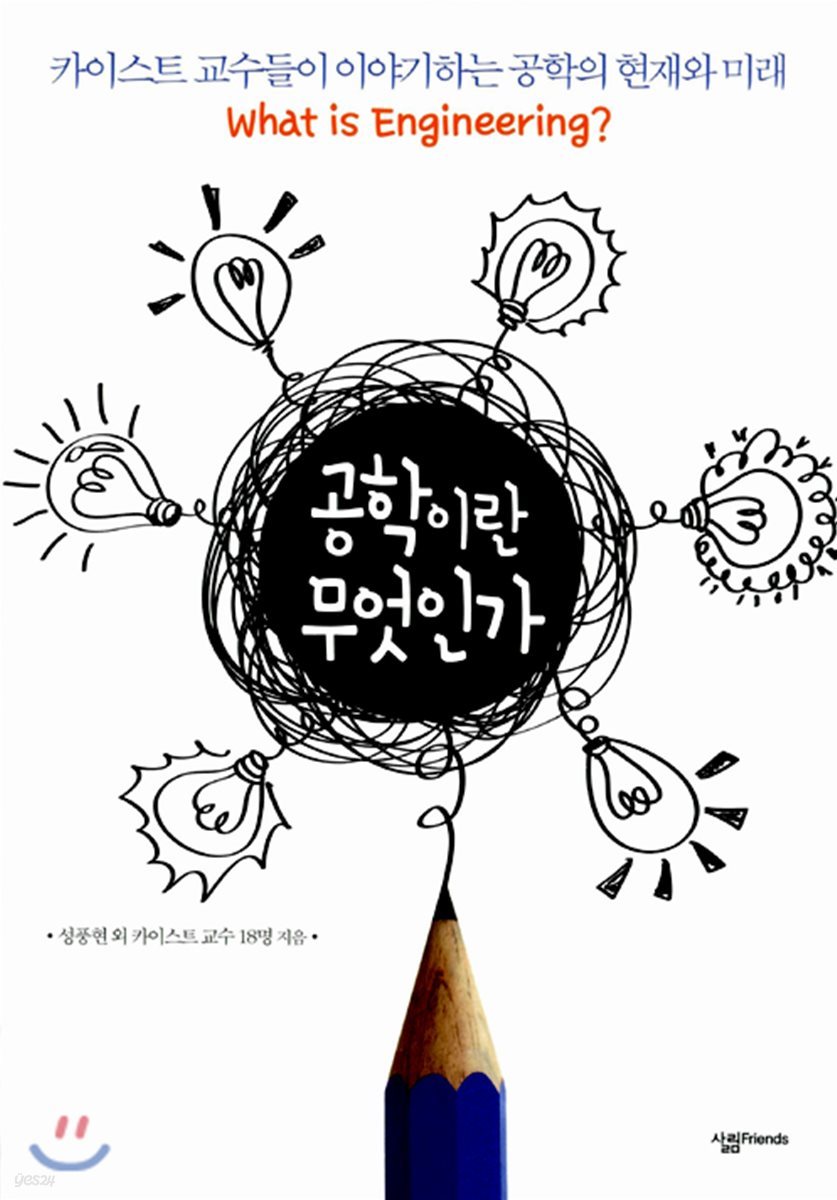 카이스트 교수들이 이야기하는 공학의 현재와 미래
What is Engineering?
공학이란
무엇인가
• 성풍현 외 카이스트 교수 18명 지음 •
살림Friends
yes24